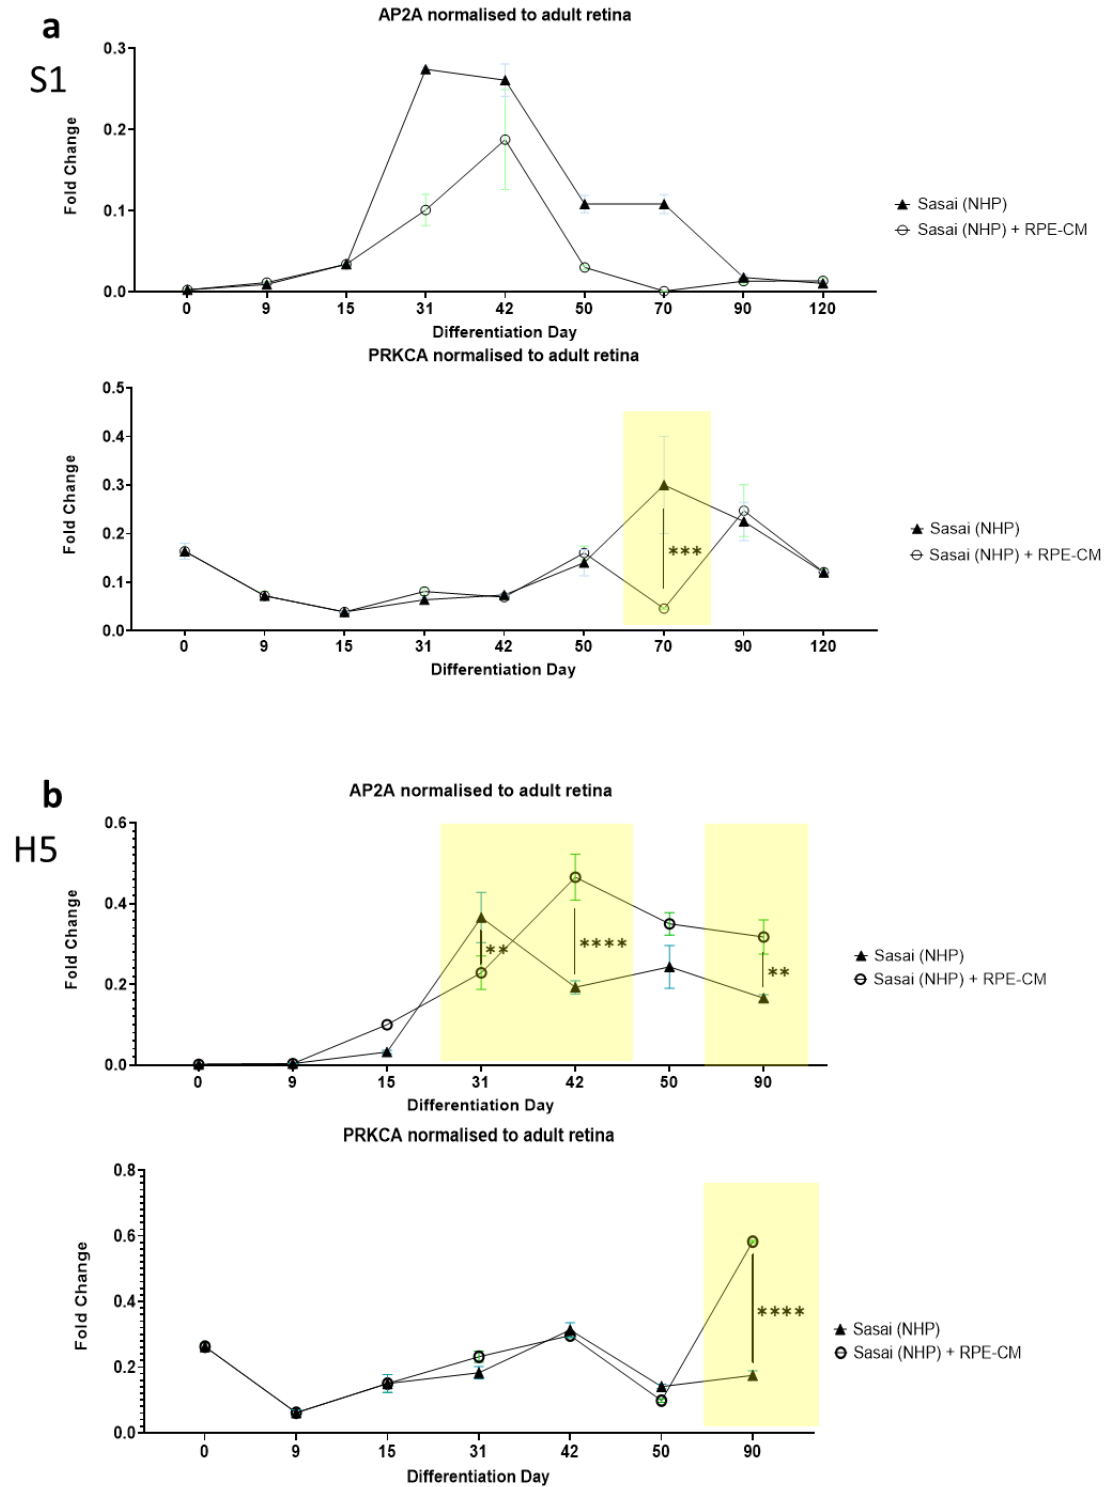 a
S1
AP2A normalised to adult retina
0.3
0.2
0.1
0.0
Fold Change
0 9 15 31 42 50 70 90 120
Differentiation Day
Sasai (NHP)
Sasai (NHP) + RPE-CM
PRKCA normalised to adult retina
0.5
0.4
0.3
0.2
0.1
0.0
Fold Change
***
0 9 15 31 42 50 70 90 120
Differentiation Day
Sasai (NHP)
Sasai (NHP) + RPE-CM
b
H5
AP2A normalised to adult retina
0.6
0.4
0.2
0.0
Fold Change
**
****
**
0 9 15 31 42 50 90
Differentiation Day
Sasai (NHP)
Sasai (NHP) + RPE-CM
PRKCA normalised to adult retina
0.8
0.6
0.4
0.2
0.0
Fold Change
****
0 9 15 31 42 50 90
Differentiation Day
Sasai (NHP)
Sasai (NHP) + RPE-CM